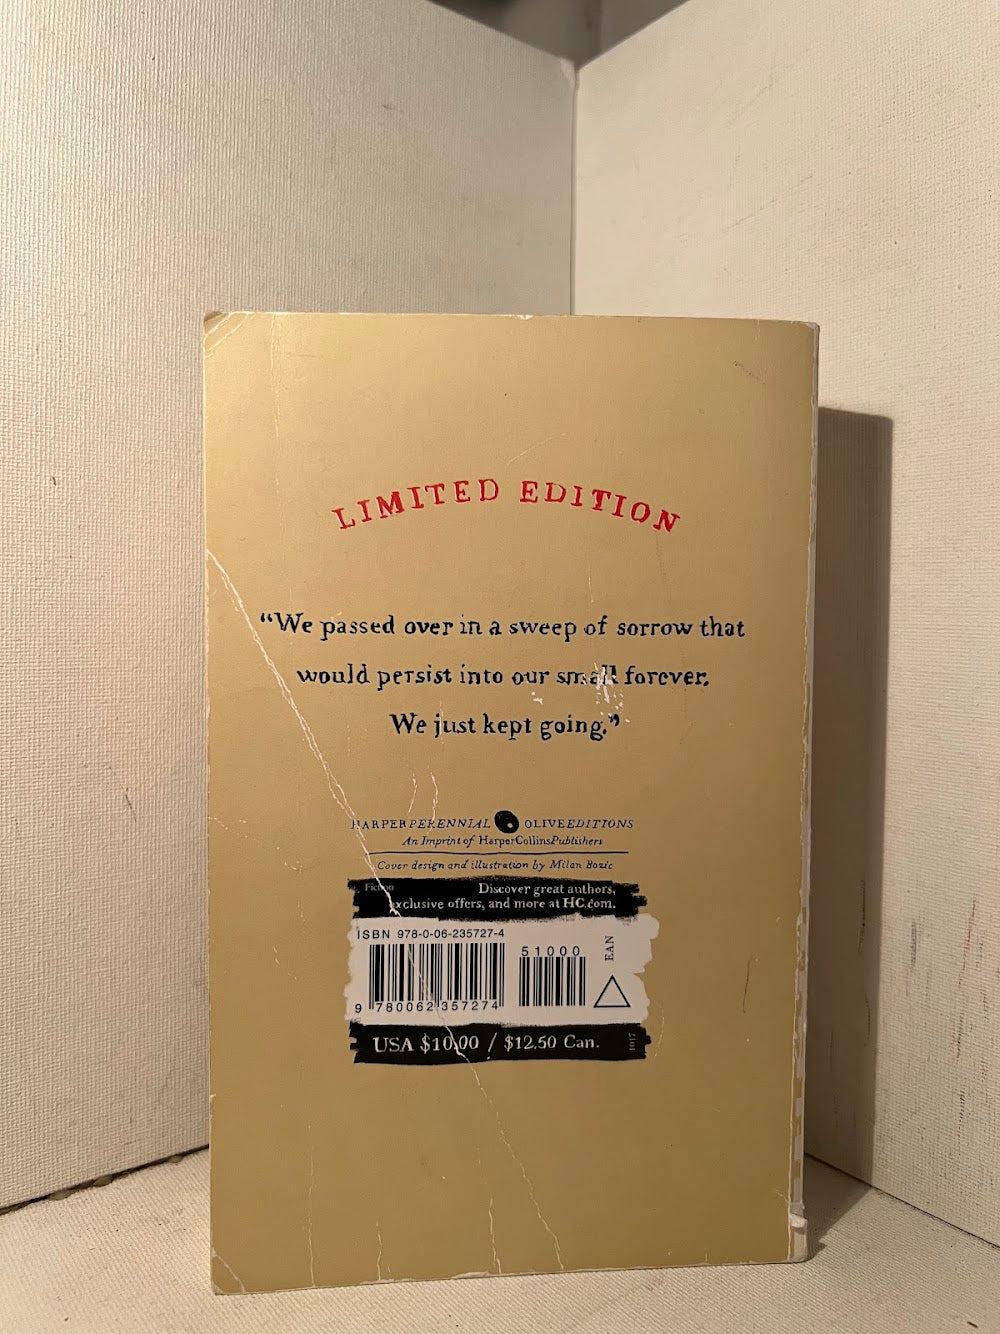 LIMITED EDITION
“We passed over in a sweep of sorrow that
would persist into our small forever.
We just kept going.”
HARPERPERENNIAL OLIVEEDITIONS
An Imprint of HarperCollinsPublishers
Cover design and illustration by Milan Bozic
Fiction
Discover great authors,
exclusive offers, and more at HC.com.
ISBN 978-0-06-235727-4
51000
EAN
9 780062 357274
USA $10.00 / $12.50 Can.
1017